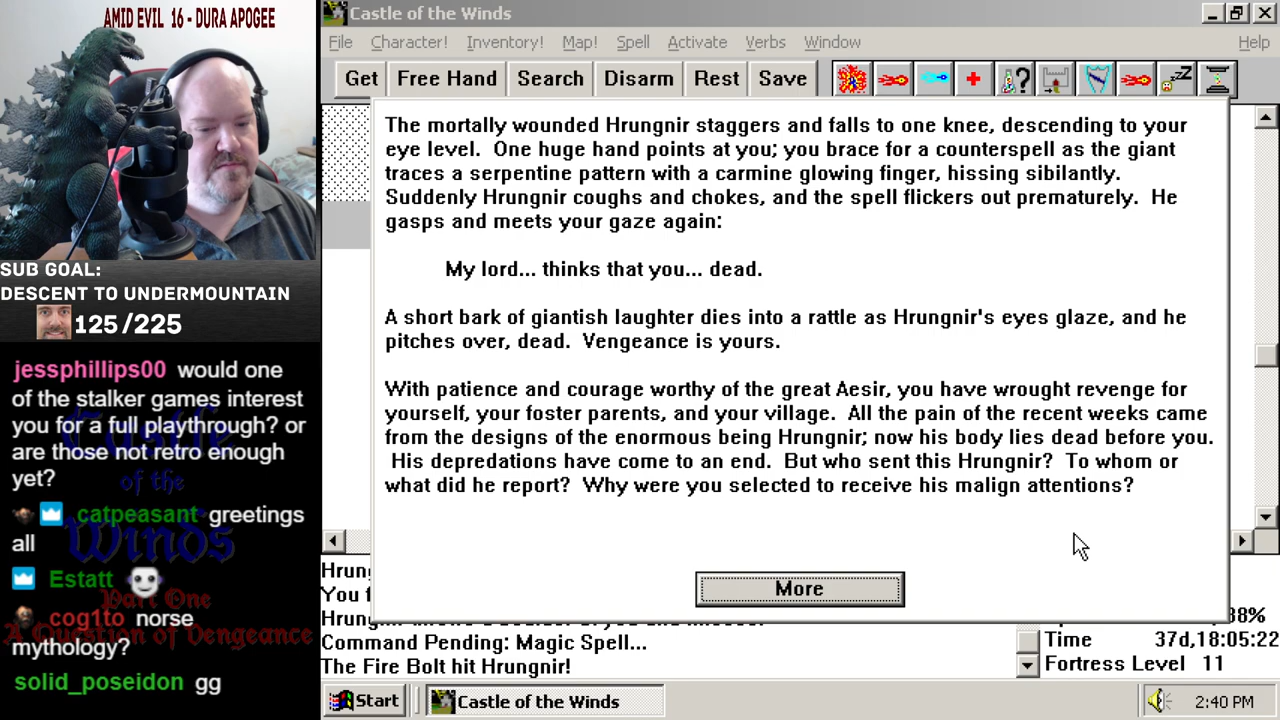 AMID EVIL 16 - DURA APOGEE
SUB GOAL:
DESCENT TO UNDERMOUNTAIN
125 /225
jessphillips00 would one
of the stalker games interest
you for a full playthrough? or
are those not retro enough
yet?
catpeasant greetings
all
Estatt
cog1to norse
mythology?
solid_poseidon gg
Castle
of the
Winds
Part One
A Question of Vengeance
Castle of the Winds
File Character! Inventory! Map! Spell Activate Verbs Window Help
Get Free Hand Search Disarm Rest Save
The mortally wounded Hrungnir staggers and falls to one knee, descending to your
eye level. One huge hand points at you; you brace for a counterspell as the giant
traces a serpentine pattern with a carmine glowing finger, hissing sibilantly.
Suddenly Hrungnir coughs and chokes, and the spell flickers out prematurely. He
gasps and meets your gaze again:
My lord... thinks that you... dead.
A short bark of giantish laughter dies into a rattle as Hrungnir's eyes glaze, and he
pitches over, dead. Vengeance is yours.
With patience and courage worthy of the great Aesir, you have wrought revenge for
yourself, your foster parents, and your village. All the pain of the recent weeks came
from the designs of the enormous being Hrungnir; now his body lies dead before you.
His depredations have come to an end. But who sent this Hrungnir? To whom or
what did he report? Why were you selected to receive his malign attentions?
More
Command Pending: Magic Spell...
The Fire Bolt hit Hrungnir!
Time 37d,18:05:22
Fortress Level 11
Start
Castle of the Winds
2:40 PM